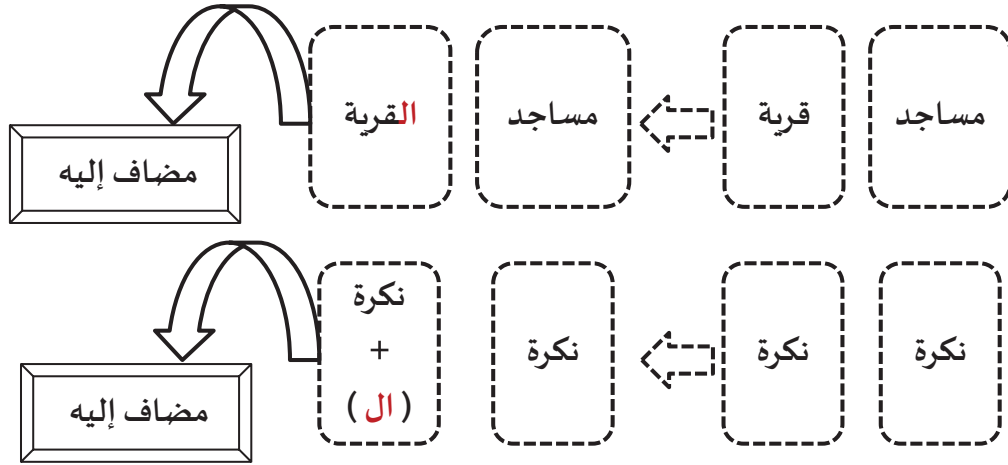 مساجد قرية مساجد القرية
مضاف إليه
نكرة نكرة نكرة نكرة
+
( ال )
مضاف إليه